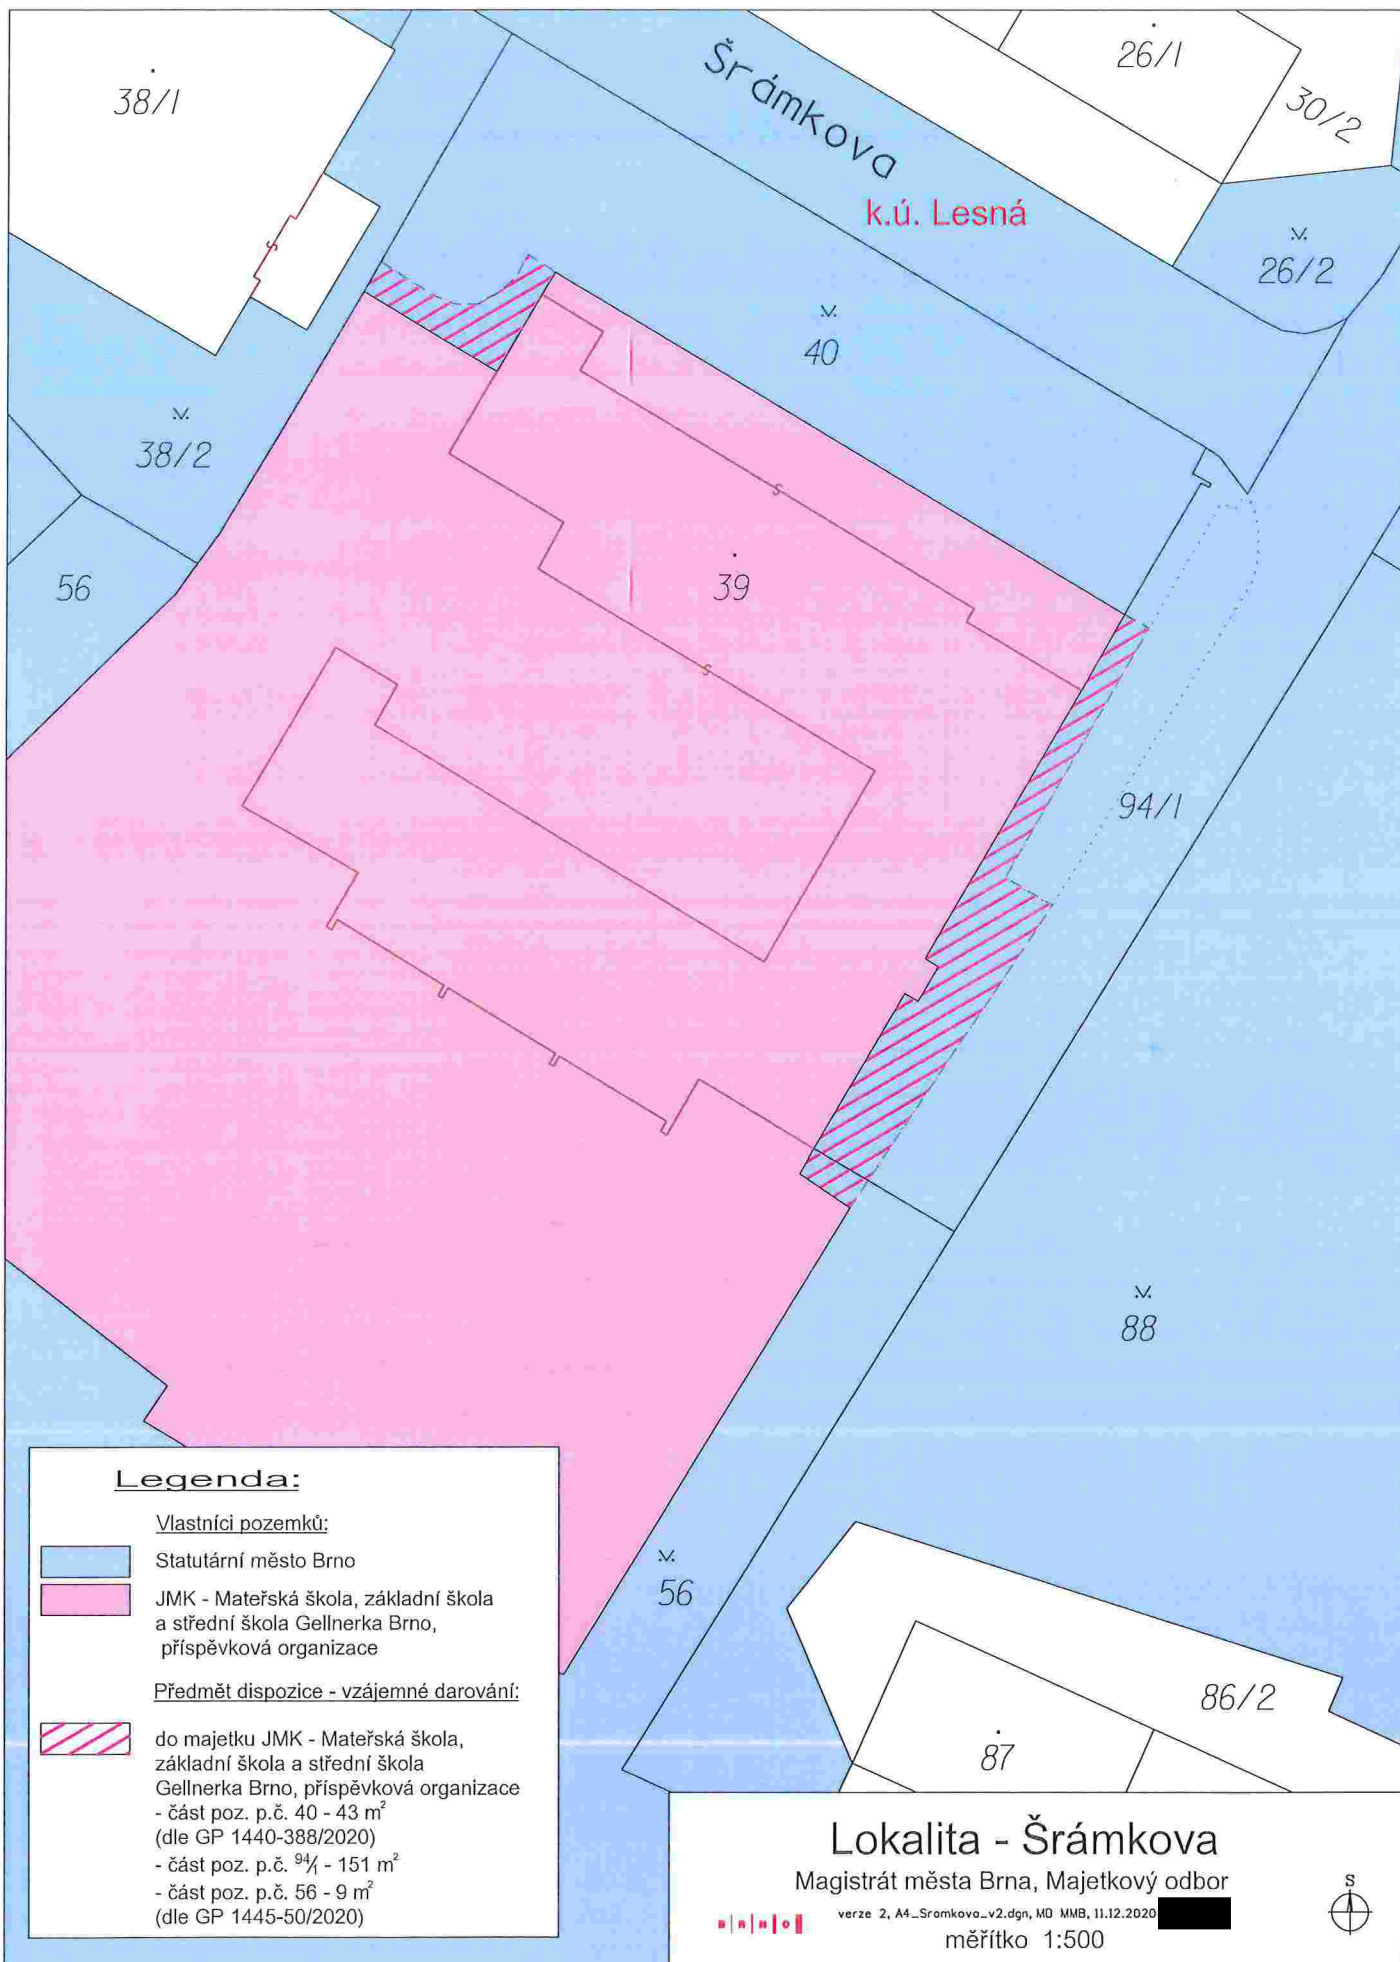 38/1
Šrámkova
26/1
30/2
k.ú. Lesná
26/2
40
38/2
56
39
94/1
88
56
86/2
87
Legenda:
Vlastníci pozemků:
Statutární město Brno
JMK - Mateřská škola, základní škola
a střední škola Gellnerka Brno,
příspěvková organizace
Předmět dispozice - vzájemné darování:
do majetku JMK - Mateřská škola,
základní škola a střední škola
Gellnerka Brno, příspěvková organizace
- část poz. p.č. 40 - 43 m²
(dle GP 1440-388/2020)
- část poz. p.č. 94/1 - 151 m²
- část poz. p.č. 56 - 9 m²
(dle GP 1445-50/2020)
Lokalita - Šrámkova
Magistrát města Brna, Majetkový odbor
B R N O
verze 2, A4_Sramkova_v2.dgn, MO MMB, 11.12.2020
měřítko 1:500
S